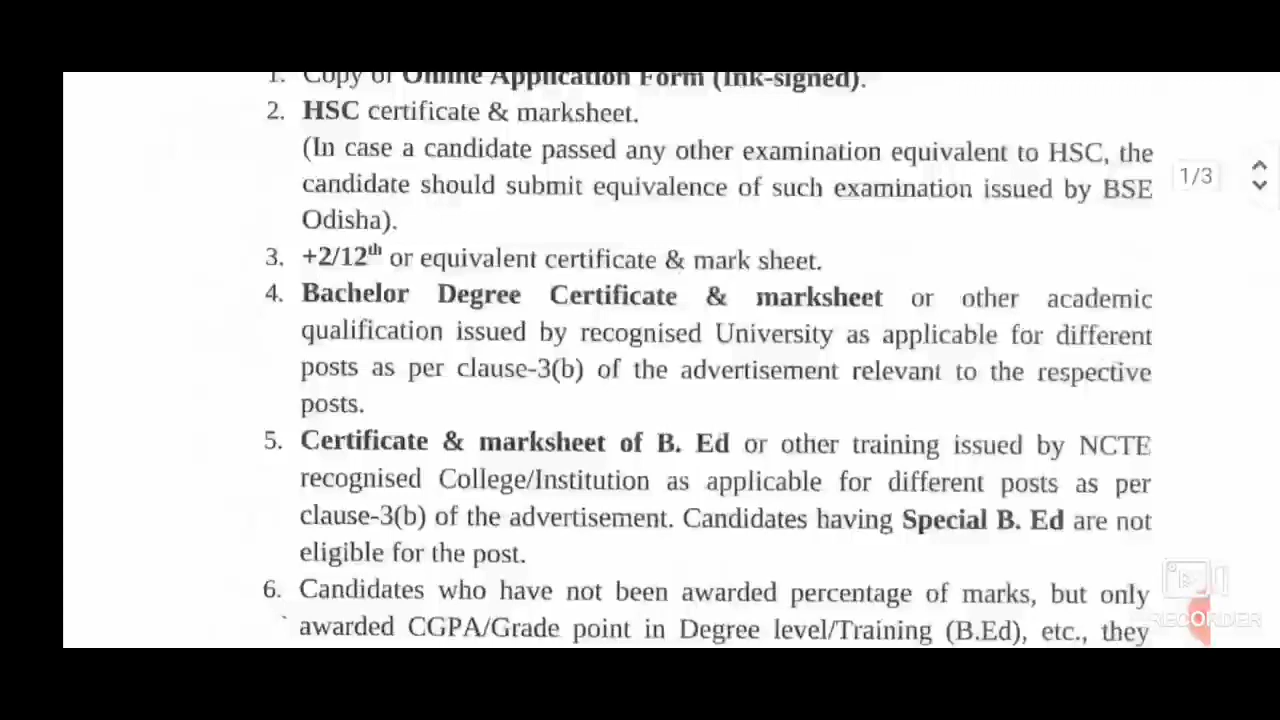 1. Copy of Online Application Form (Ink-signed).
2. HSC certificate & marksheet.
(In case a candidate passed any other examination equivalent to HSC, the
candidate should submit equivalence of such examination issued by BSE
Odisha).
3. +2/12th or equivalent certificate & mark sheet.
4. Bachelor Degree Certificate & marksheet or other academic
qualification issued by recognised University as applicable for different
posts as per clause-3(b) of the advertisement relevant to the respective
posts.
5. Certificate & marksheet of B. Ed or other training issued by NCTE
recognised College/Institution as applicable for different posts as per
clause-3(b) of the advertisement. Candidates having Special B. Ed are not
eligible for the post.
6. Candidates who have not been awarded percentage of marks, but only
awarded CGPA/Grade point in Degree level/Training (B.Ed), etc., they
1/3
RECORDER